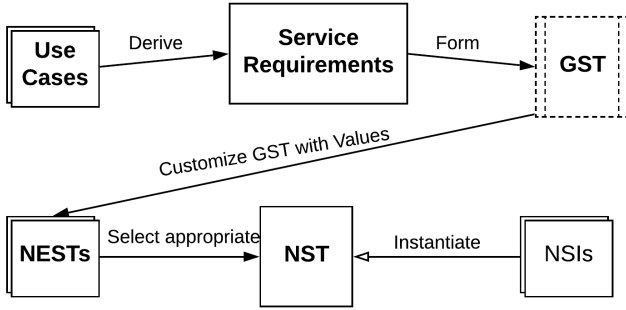 Use
Cases
Derive
Service
Requirements
Form
GST
Customize GST with Values
NESTs
Select appropriate
NST
Instantiate
NSIs